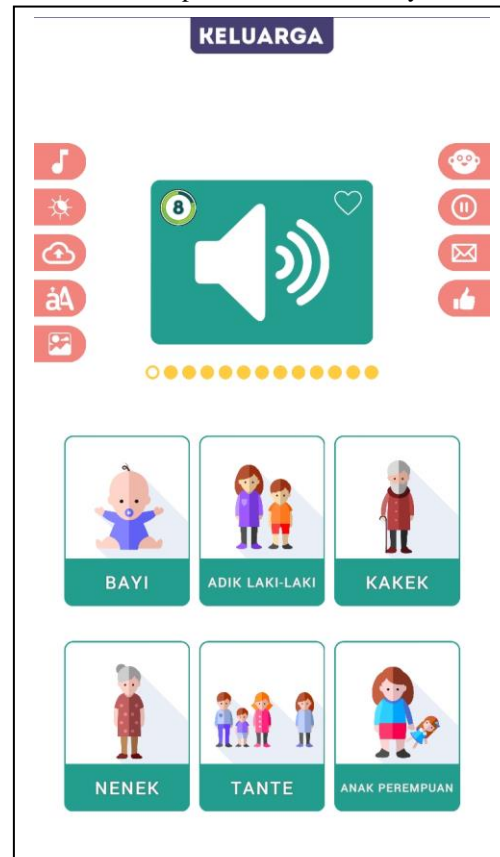 KELUARGA
8
BAYI
ADIK LAKI-LAKI
KAKEK
NENEK
TANTE
ANAK PEREMPUAN